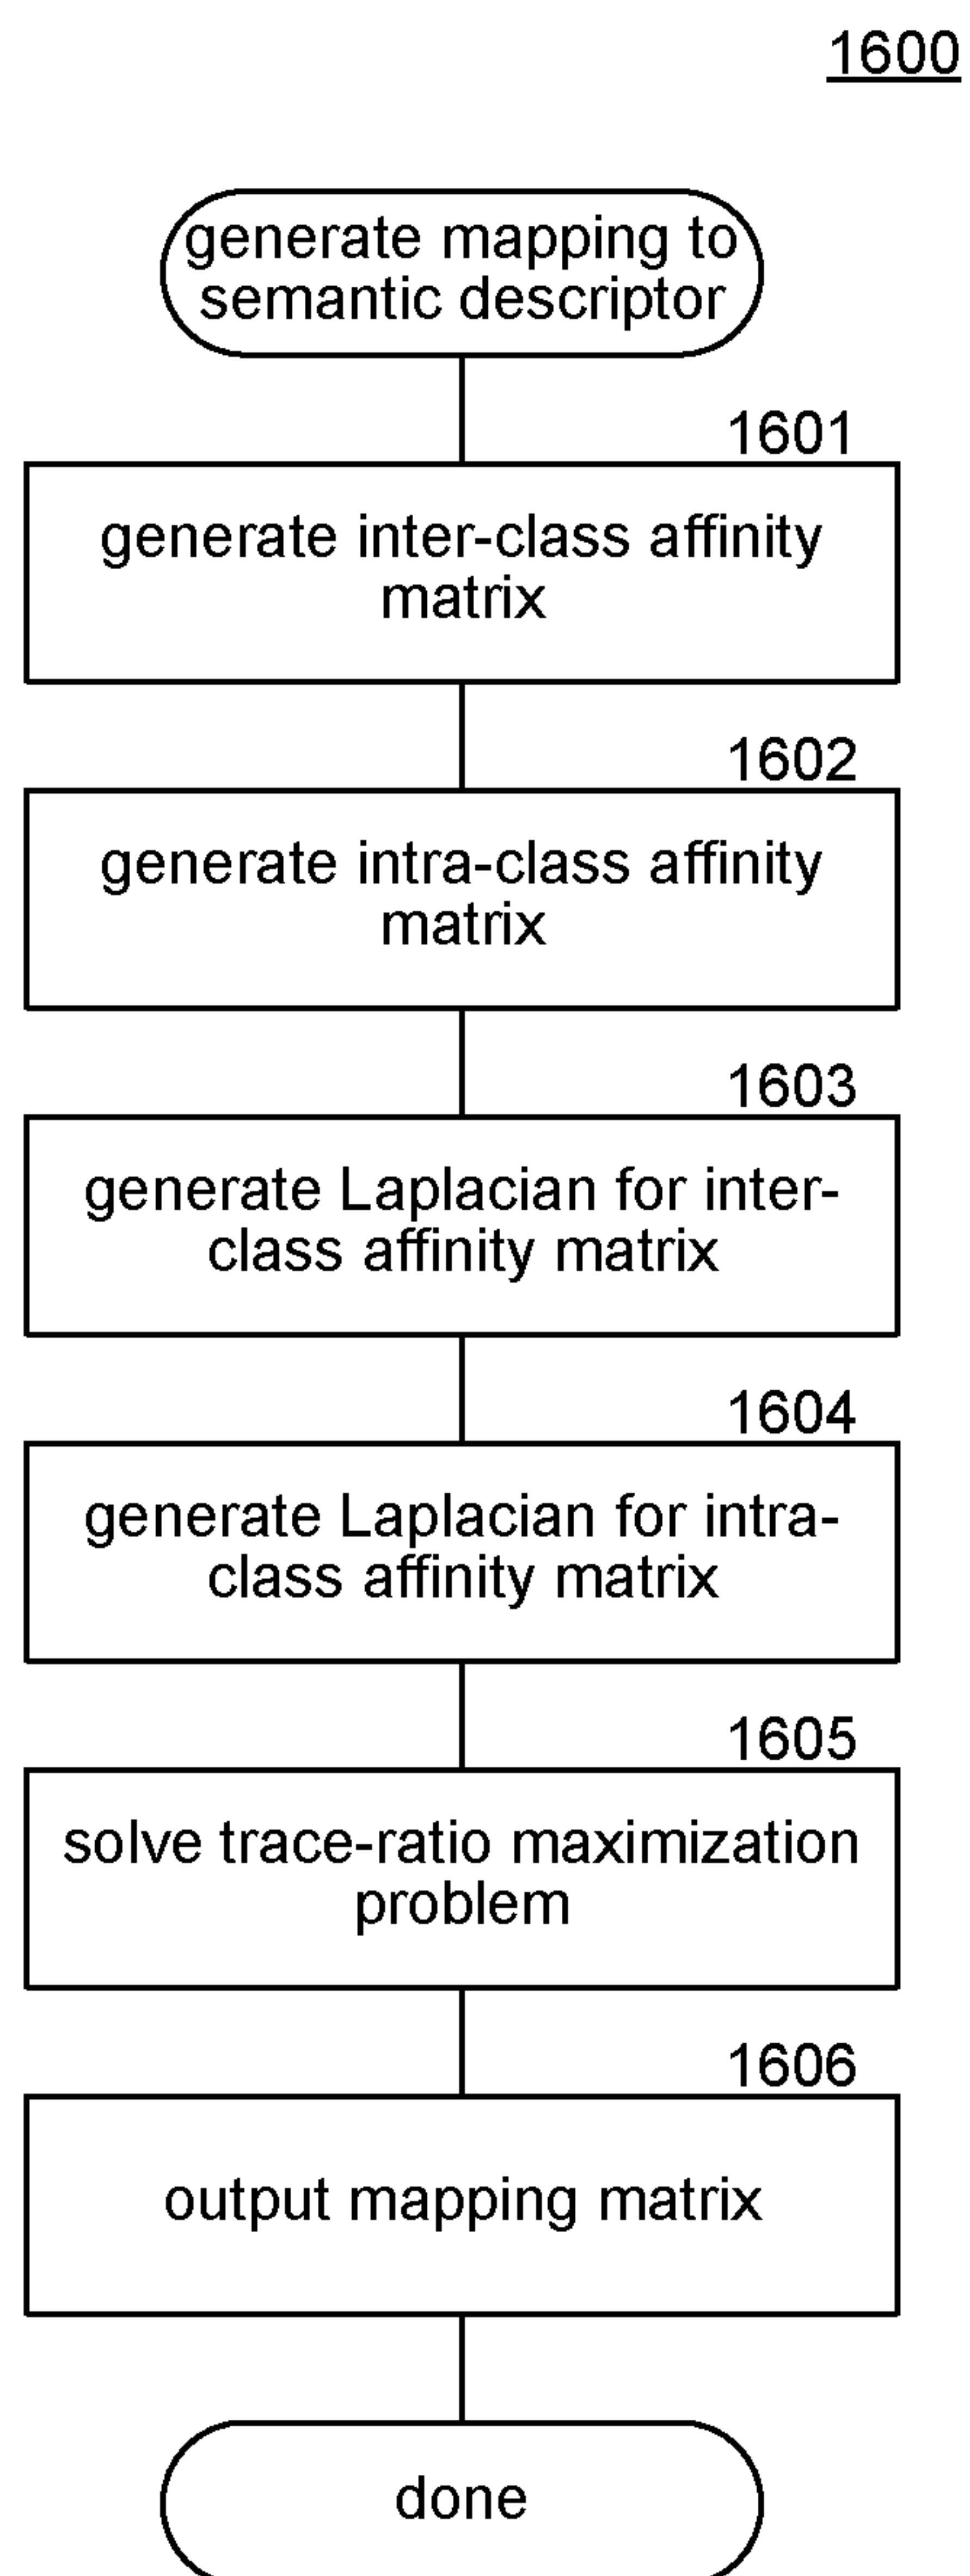 1600
generate mapping to
semantic descriptor
1601
generate inter-class affinity
matrix
1602
generate intra-class affinity
matrix
1603
generate Laplacian for inter-
class affinity matrix
1604
generate Laplacian for intra-
class affinity matrix
1605
solve trace-ratio maximization
problem
1606
output mapping matrix
done